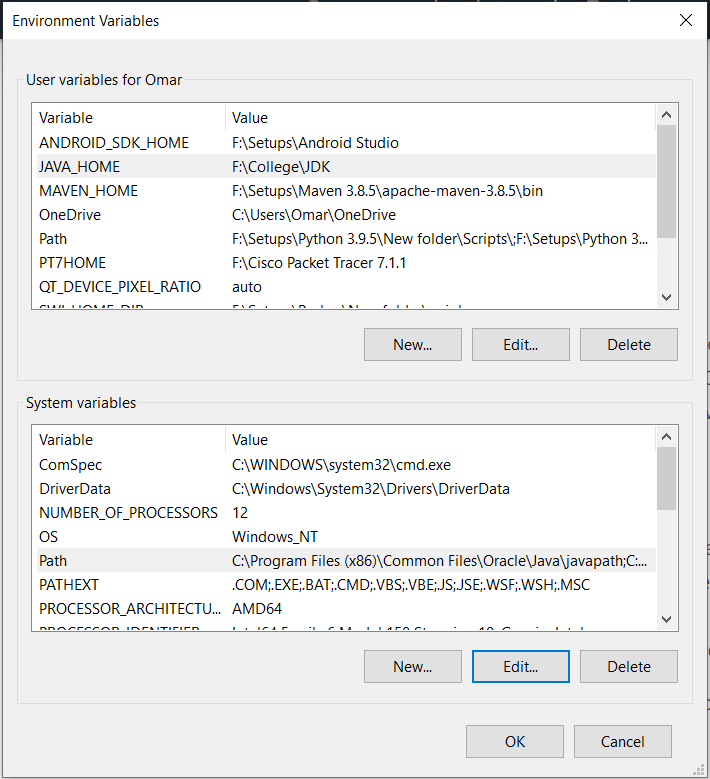 Environment Variables
User variables for Omar
Variable Value
ANDROID_SDK_HOME F:\Setups\Android Studio
JAVA_HOME F:\College\JDK
MAVEN_HOME F:\Setups\Maven 3.8.5\apache-maven-3.8.5\bin
OneDrive C:\Users\Omar\OneDrive
Path F:\Setups\Python 3.9.5\New folder\Scripts\;F:\Setups\Python 3...
PT7HOME F:\Cisco Packet Tracer 7.1.1
QT_DEVICE_PIXEL_RATIO auto
New... Edit... Delete
System variables
Variable Value
ComSpec C:\WINDOWS\system32\cmd.exe
DriverData C:\Windows\System32\Drivers\DriverData
NUMBER_OF_PROCESSORS 12
OS Windows_NT
Path C:\Program Files (x86)\Common Files\Oracle\Java\javapath;C:...
PATHEXT .COM;.EXE;.BAT;.CMD;.VBS;.VBE;.JS;.JSE;.WSF;.WSH;.MSC
PROCESSOR_ARCHITECTU... AMD64
New... Edit... Delete
OK Cancel